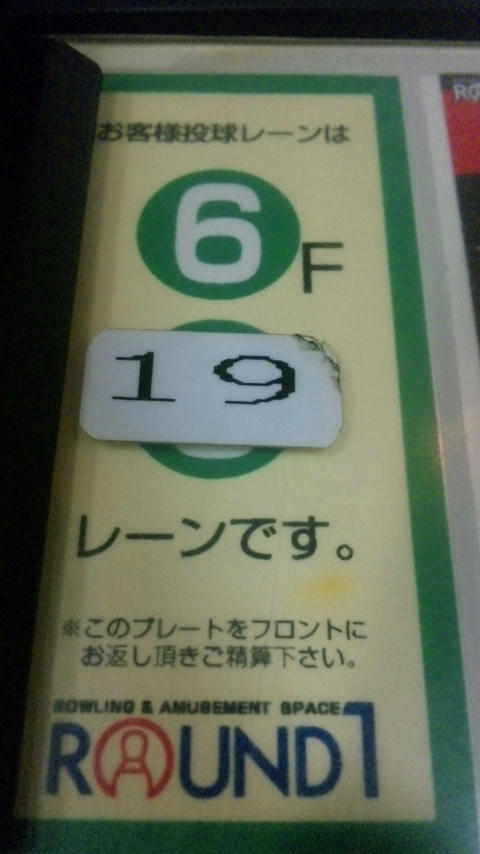 お客様投球レーンは
6F
19
レーンです。
※このプレートをフロントに
お返し頂きご精算下さい。
BOWLING & AMUSEMENT SPACE
ROUND1